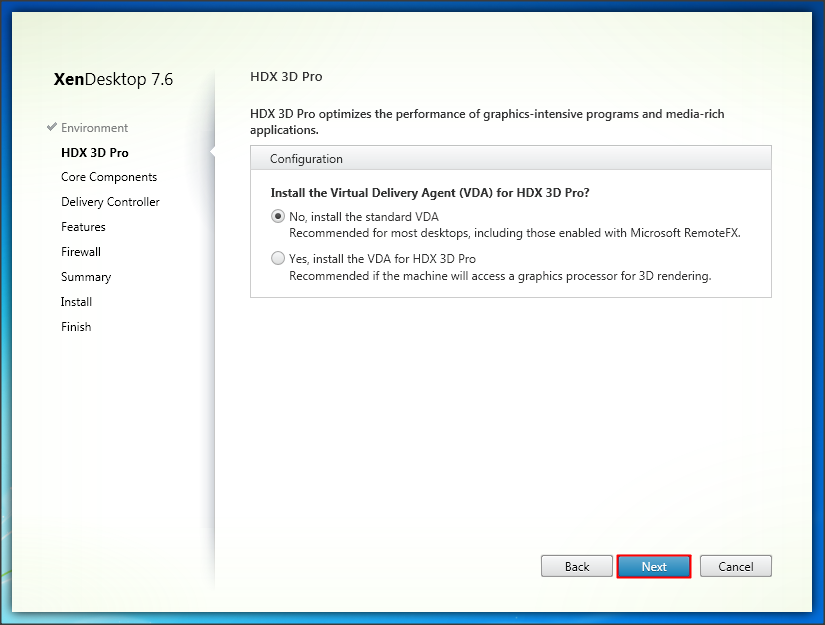 XenDesktop 7.6
Environment
HDX 3D Pro
Core Components
Delivery Controller
Features
Firewall
Summary
Install
Finish
HDX 3D Pro
HDX 3D Pro optimizes the performance of graphics-intensive programs and media-rich
applications.
Configuration
Install the Virtual Delivery Agent (VDA) for HDX 3D Pro?
No, install the standard VDA
Recommended for most desktops, including those enabled with Microsoft RemoteFX.
Yes, install the VDA for HDX 3D Pro
Recommended if the machine will access a graphics processor for 3D rendering.
Back
Next
Cancel